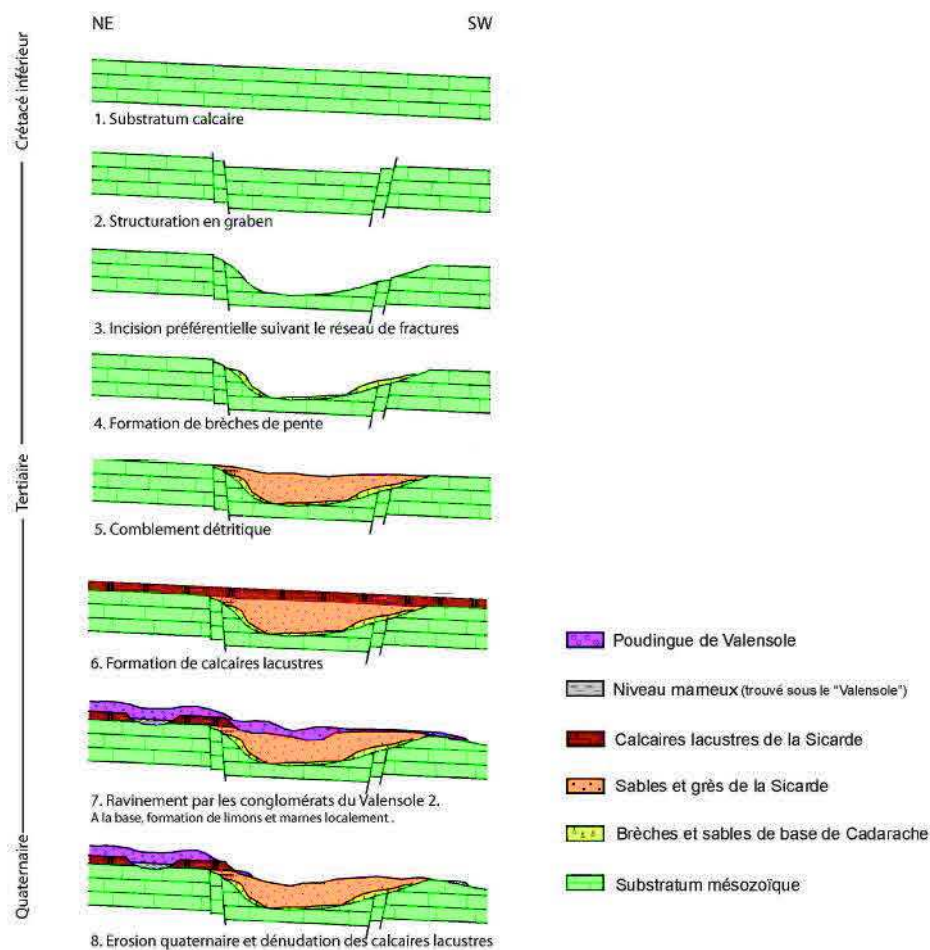 NE
SW
Crétacé inférieur
1. Substratum calcaire
2. Structuration en graben
3. Incision préférentielle suivant le réseau de fractures
4. Formation de brèches de pente
Tertiaire
5. Comblement détritique
6. Formation de calcaires lacustres
7. Ravinement par les conglomérats du Valensole 2.
A la base, formation de limons et marnes localement .
Quaternaire
8. Erosion quaternaire et dénudation des calcaires lacustres
Poudingue de Valensole
Niveau marneux (trouvé sous le "Valensole")
Calcaires lacustres de la Sicarde
Sables et grès de la Sicarde
Brèches et sables de base de Cadarache
Substratum mésozoïque